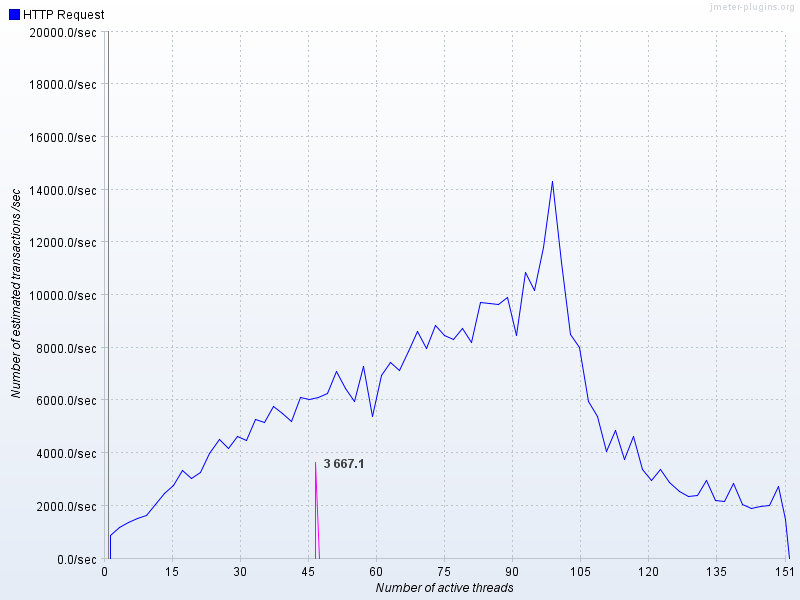 jmeter-plugins.org
HTTP Request
20000.0/sec
18000.0/sec
16000.0/sec
14000.0/sec
12000.0/sec
10000.0/sec
8000.0/sec
6000.0/sec
4000.0/sec
2000.0/sec
0.0/sec
Number of estimated transactions /sec
3 667.1
0 15 30 45 60 75 90 105 120 135 151
Number of active threads